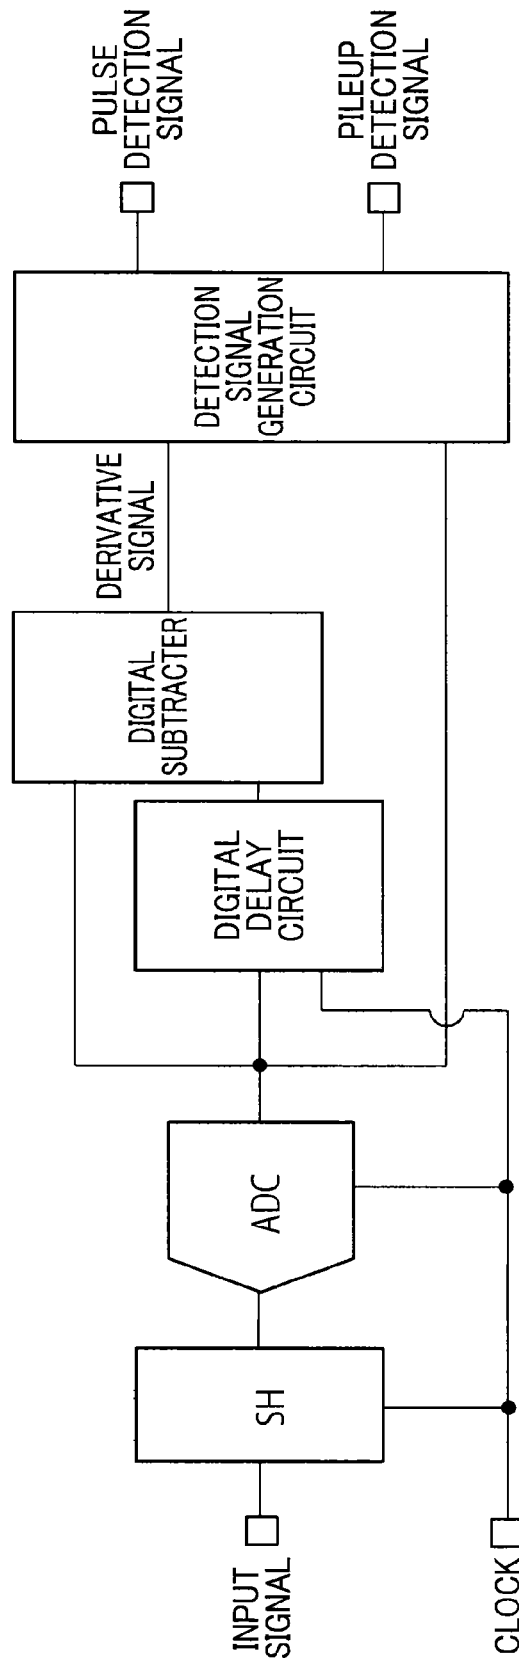 INPUT
SIGNAL
CLOCK
SH
ADC
DIGITAL
DELAY
CIRCUIT
DIGITAL
SUBTRACTER
DERIVATIVE
SIGNAL
DETECTION
SIGNAL
GENERATION
CIRCUIT
PULSE
DETECTION
SIGNAL
PILEUP
DETECTION
SIGNAL